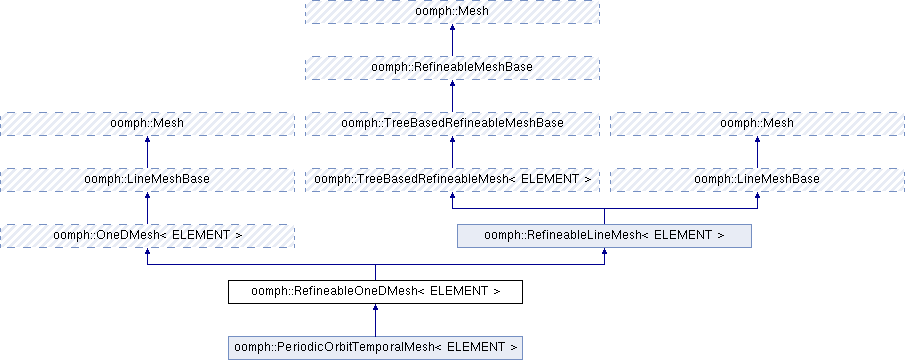 oomph::Mesh
oomph::RefineableMeshBase
oomph::Mesh
oomph::TreeBasedRefineableMeshBase
oomph::Mesh
oomph::LineMeshBase
oomph::TreeBasedRefineableMesh< ELEMENT >
oomph::LineMeshBase
oomph::OneDMesh< ELEMENT >
oomph::RefineableLineMesh< ELEMENT >
oomph::RefineableOneDMesh< ELEMENT >
oomph::PeriodicOrbitTemporalMesh< ELEMENT >